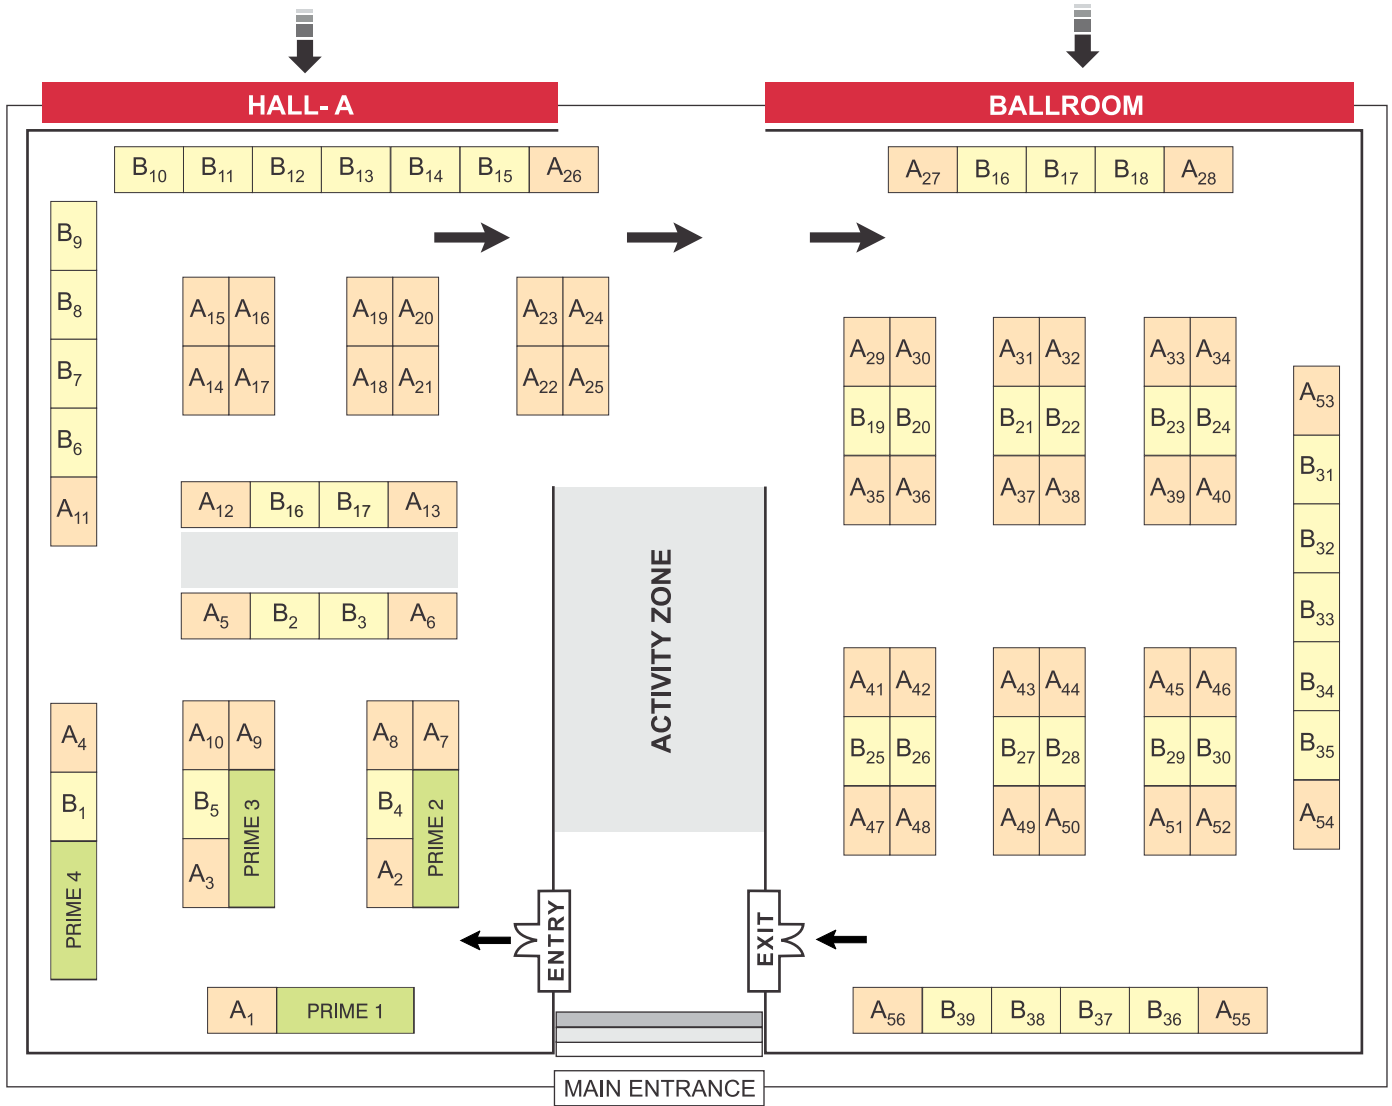 HALL- A
BALLROOM
B10 B11 B12 B13 B14 B15 A26
A27 B16 B17 B18 A28
B9
B8
B7
B6
A11
A15 A16
A14 A17
A19 A20
A18 A21
A23 A24
A22 A25
A29 A30
B19 B20
A35 A36
A31 A32
B21 B22
A37 A38
A33 A34
B23 B24
A39 A40
A53
B31
B32
B33
B34
B35
A54
A12 B16 B17 A13
A5 B2 B3 A6
ACTIVITY ZONE
A4
B1
PRIME 4
A10 A9
B5
A3
PRIME 3
A8 A7
B4
A2
PRIME 2
A41 A42
B25 B26
A47 A48
A43 A44
B27 B28
A49 A50
A45 A46
B29 B30
A51 A52
ENTRY
EXIT
A1 PRIME 1
A56 B39 B38 B37 B36 A55
MAIN ENTRANCE